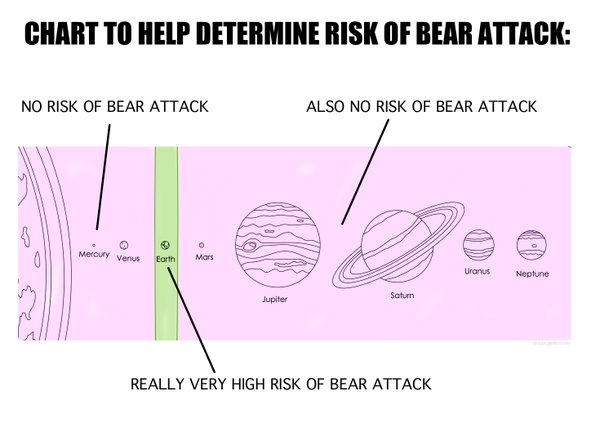 CHART TO HELP DETERMINE RISK OF BEAR ATTACK:
NO RISK OF BEAR ATTACK
ALSO NO RISK OF BEAR ATTACK
Mercury
Venus
Earth
Mars
Jupiter
Saturn
Uranus
Neptune
REALLY VERY HIGH RISK OF BEAR ATTACK